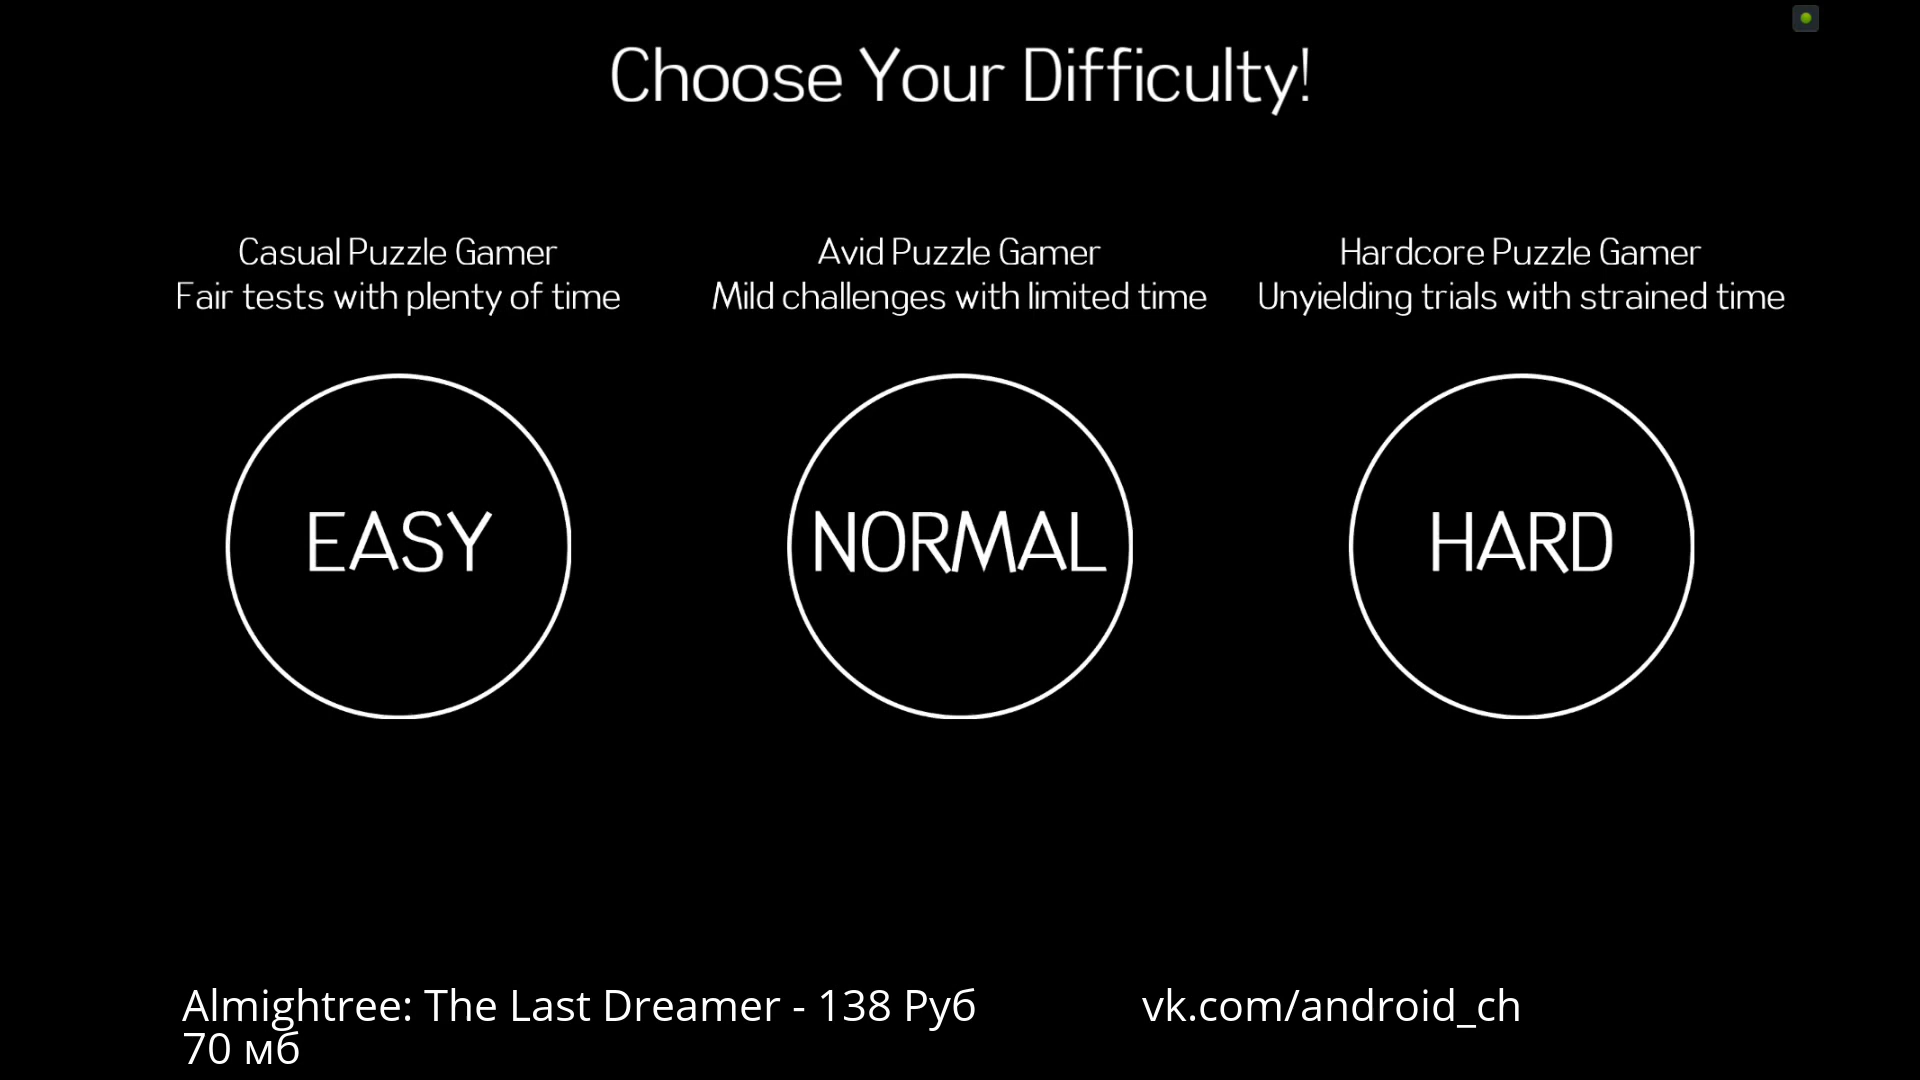 Choose Your Difficulty!
Casual Puzzle Gamer
Fair tests with plenty of time
Avid Puzzle Gamer
Mild challenges with limited time
Hardcore Puzzle Gamer
Unyielding trials with strained time
EASY
NORMAL
HARD
Almightree: The Last Dreamer - 138 Руб
70 мб
vk.com/android_ch